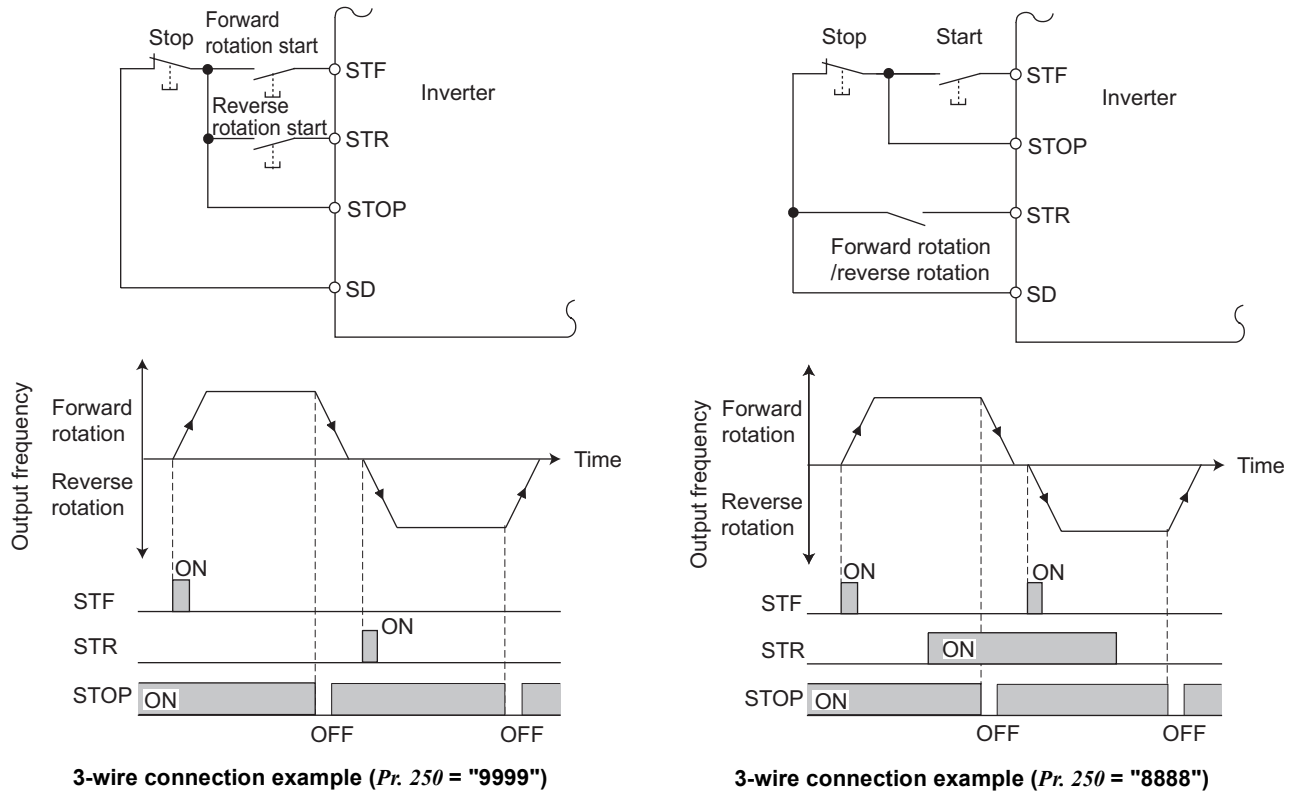 Forward
rotation start
Stop
STF
Inverter
Reverse
rotation start
STR
STOP
SD
Output frequency
Forward
rotation
Reverse
rotation
Time
ON
STF
ON
STR
STOP ON
OFF OFF
3-wire connection example (Pr. 250 = "9999")
Stop Start
STF
Inverter
STOP
STR
Forward rotation
/reverse rotation
SD
Output frequency
Forward
rotation
Reverse
rotation
Time
ON ON
STF
STR ON
STOP ON
OFF OFF
3-wire connection example (Pr. 250 = "8888")